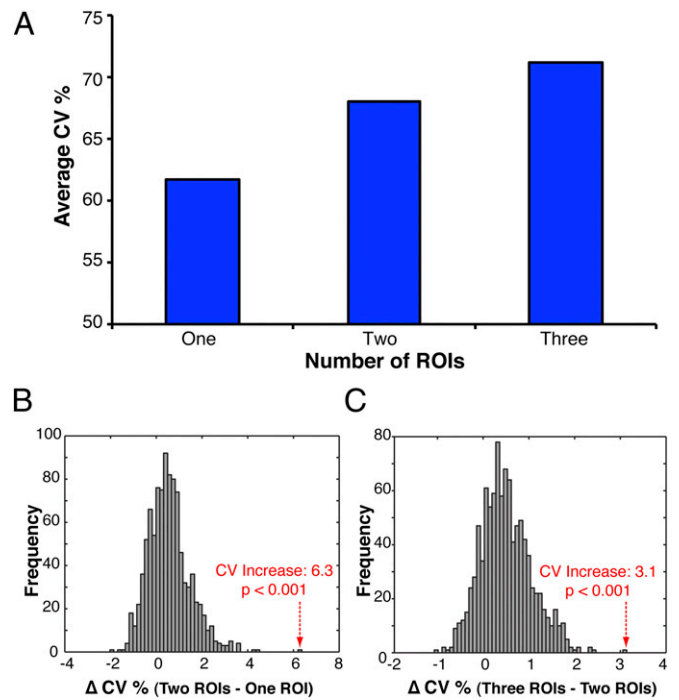 A
75
70
65
60
55
50
Average CV %
One Two Three
Number of ROIs
B
100
80
60
40
20
0
Frequency
CV Increase: 6.3
p < 0.001
-4 -2 0 2 4 6 8
Δ CV % (Two ROIs - One ROI)
C
80
60
40
20
0
Frequency
CV Increase: 3.1
p < 0.001
-2 -1 0 1 2 3 4
Δ CV % (Three ROIs - Two ROIs)